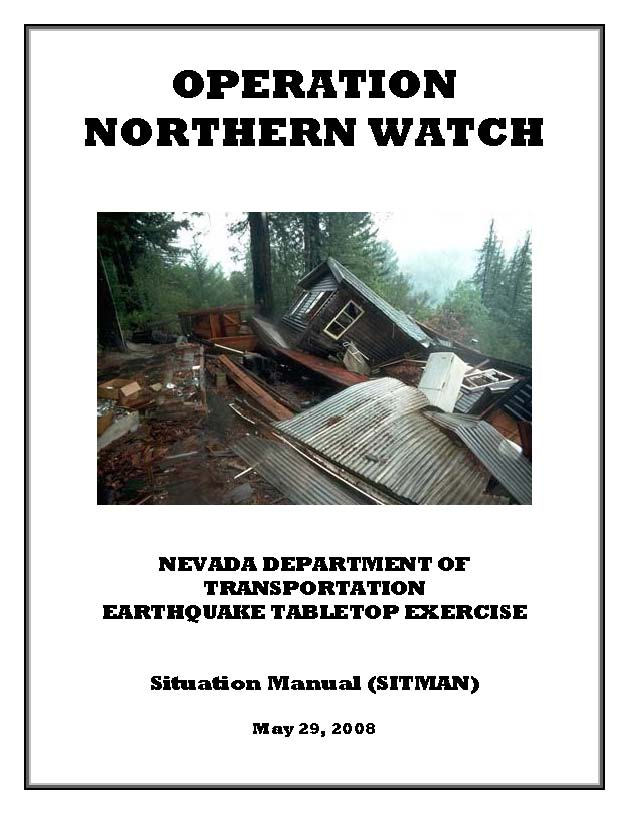 OPERATION
NORTHERN WATCH
NEVADA DEPARTMENT OF
TRANSPORTATION
EARTHQUAKE TABLETOP EXERCISE
Situation Manual (SITMAN)
May 29, 2008